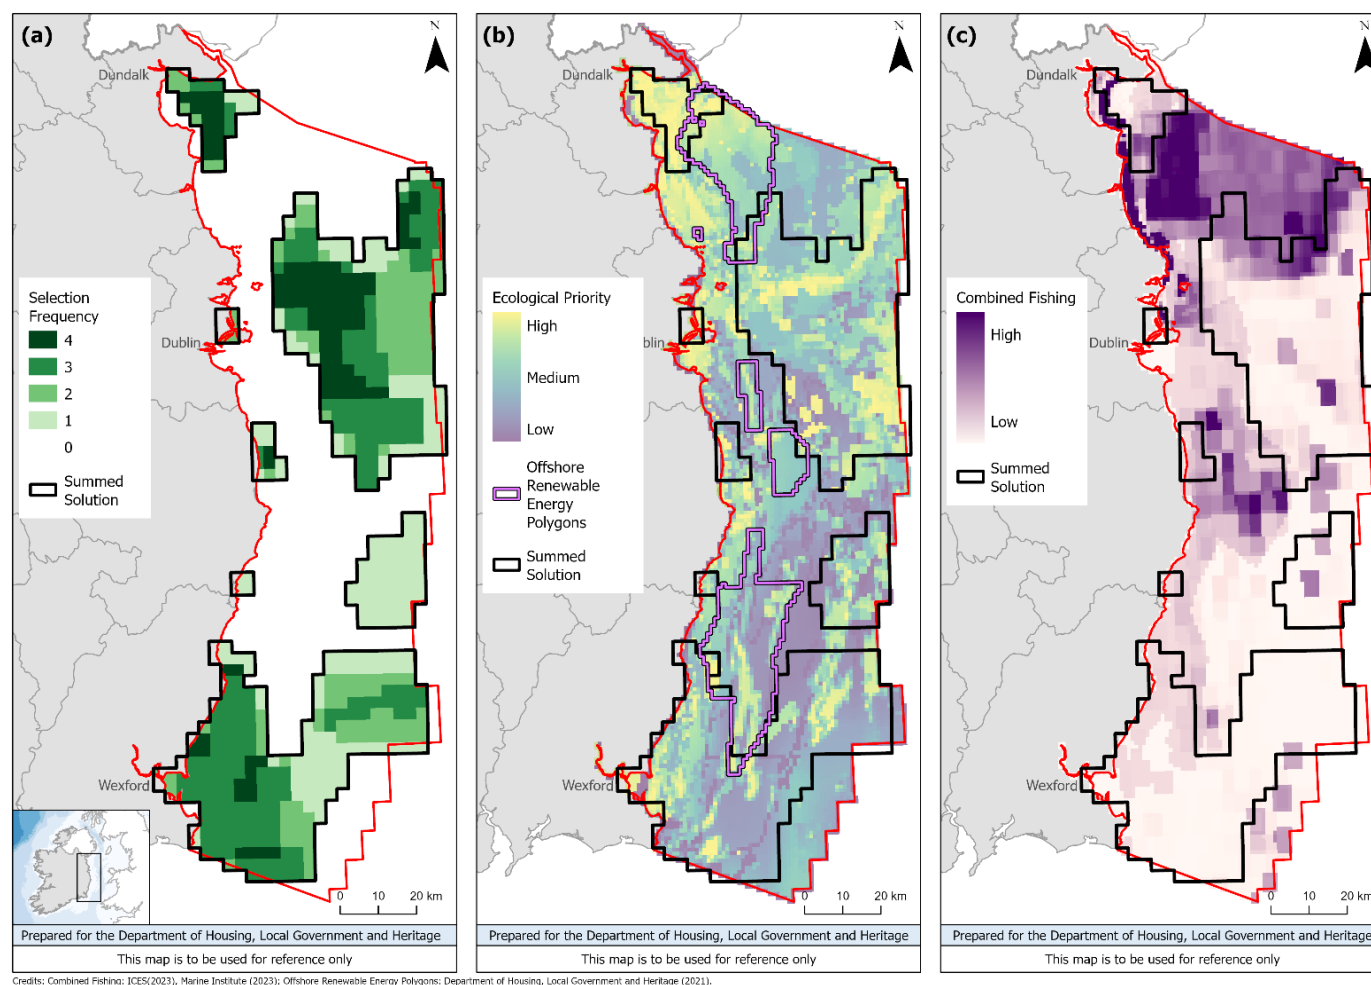 (a)
N
Dundalk
Selection
Frequency
4
3
2
1
0
Summed
Solution
Dublin
Wexford
0 10 20 km
Prepared for the Department of Housing, Local Government and Heritage
This map is to be used for reference only
(b)
N
Dundalk
Ecological Priority
High
Medium
Low
Offshore
Renewable
Energy
Polygons
Summed
Solution
blin
Wexford
0 10 20 km
Prepared for the Department of Housing, Local Government and Heritage
This map is to be used for reference only
(c)
N
Dundalk
Combined Fishing
High
Low
Summed
Solution
Dublin
Wexford
0 10 20 km
Prepared for the Department of Housing, Local Government and Heritage
This map is to be used for reference only
Credits: Combined Fishing: ICES(2023), Marine Institute (2023); Offshore Renewable Energy Polygons: Department of Housing, Local Government and Heritage (2021).